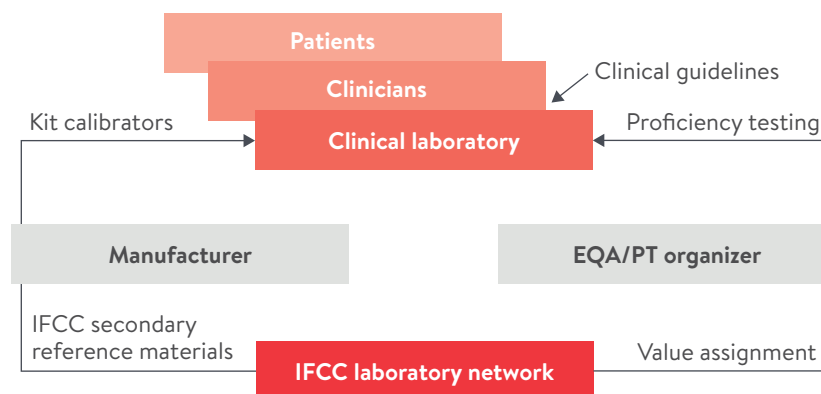 Patients
Clinicians
Clinical guidelines
Kit calibrators
Clinical laboratory
Proficiency testing
Manufacturer
EQA/PT organizer
IFCC secondary
reference materials
IFCC laboratory network
Value assignment